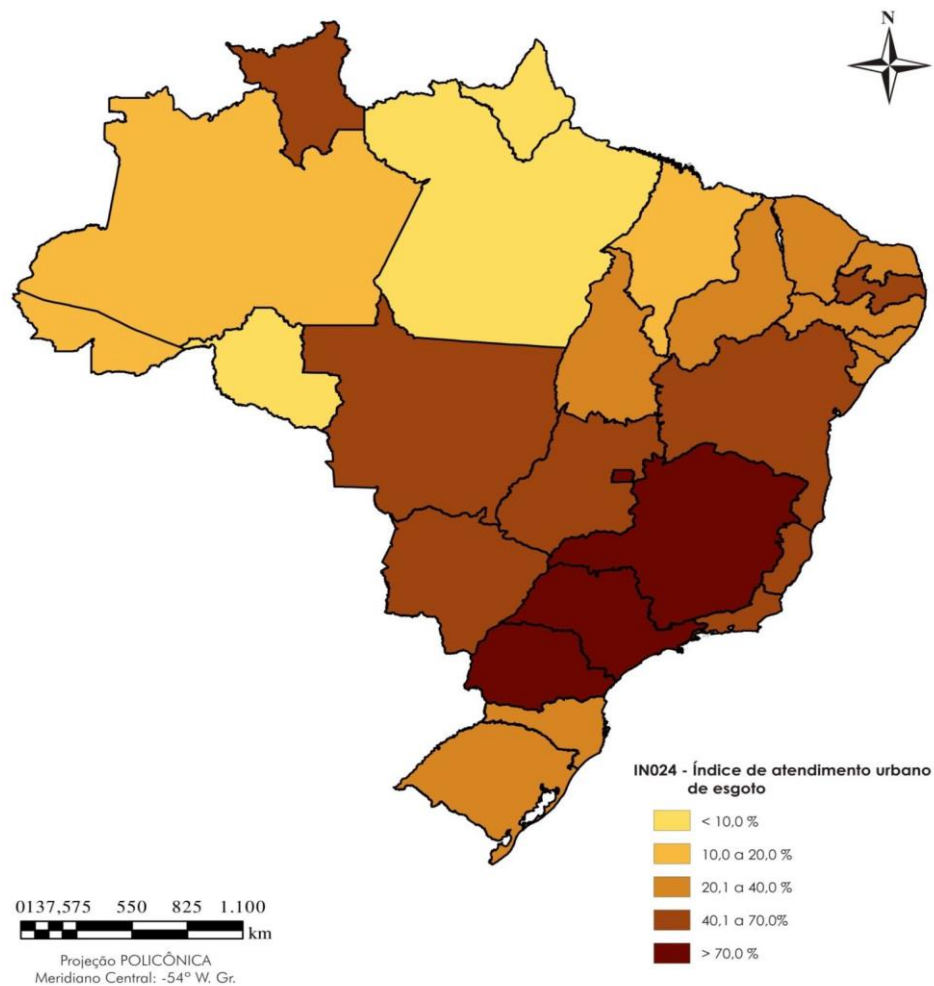 N
IN024 - Índice de atendimento urbano
de esgoto
< 10,0 %
10,0 a 20,0 %
20,1 a 40,0 %
40,1 a 70,0%
> 70,0 %
0137,575 550 825 1.100
km
Projeção POLICÔNICA
Meridiano Central: -54º W. Gr.